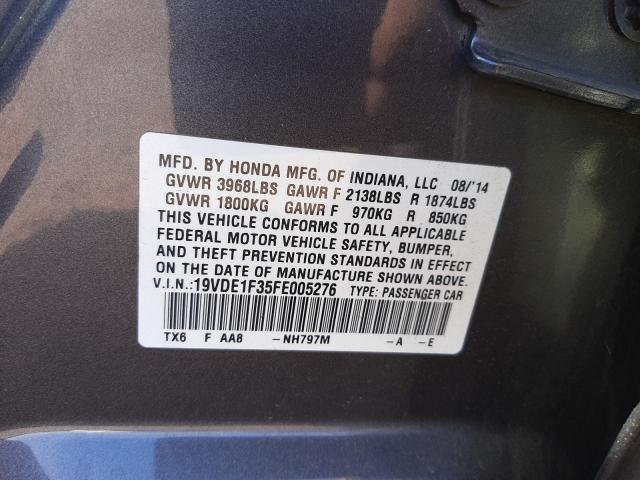 MFD. BY HONDA MFG. OF INDIANA, LLC 08/'14
GVWR 3968LBS GAWR F 2138LBS R 1874LBS
GVWR 1800KG GAWR F 970KG R 850KG
THIS VEHICLE CONFORMS TO ALL APPLICABLE
FEDERAL MOTOR VEHICLE SAFETY, BUMPER,
AND THEFT PREVENTION STANDARDS IN EFFECT
ON THE DATE OF MANUFACTURE SHOWN ABOVE.
V.I.N.:19VDE1F35FE005276 TYPE: PASSENGER CAR
TX6 F AA8 -NH797M -A -E